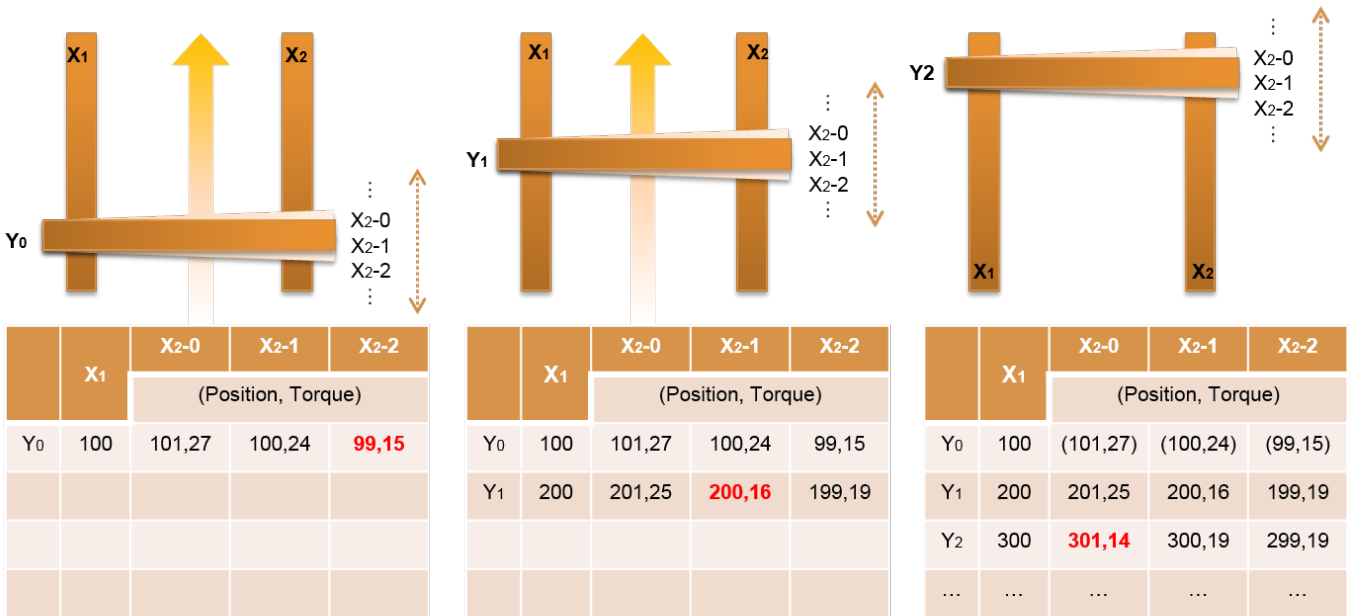 X1
X2
Y0
⋮
X2-0
X2-1
X2-2
⋮
X1 X2-0 X2-1 X2-2
(Position, Torque)
Y0 100 101,27 100,24 99,15
X1
X2
Y1
⋮
X2-0
X2-1
X2-2
⋮
X1 X2-0 X2-1 X2-2
(Position, Torque)
Y0 100 101,27 100,24 99,15
Y1 200 201,25 200,16 199,19
Y2
⋮
X2-0
X2-1
X2-2
⋮
X1
X2
X1 X2-0 X2-1 X2-2
(Position, Torque)
Y0 100 (101,27) (100,24) (99,15)
Y1 200 201,25 200,16 199,19
Y2 300 301,14 300,19 299,19
... ... ... ... ...